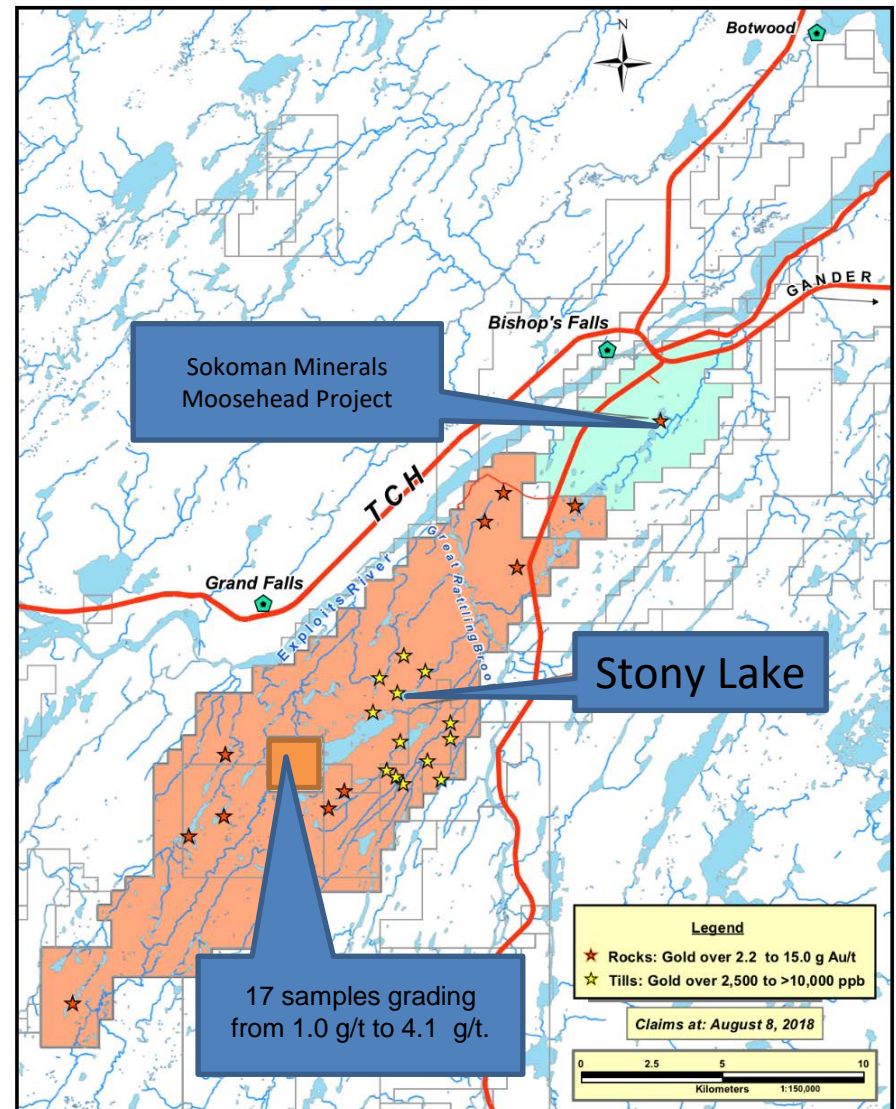 N
Botwood
GANDER
Bishop's Falls
Sokoman Minerals
Moosehead Project
TCH
Great Rattling Broo
Grand Falls
Exploits River
Stony Lake
17 samples grading
from 1.0 g/t to 4.1 g/t.
Legend
Rocks: Gold over 2.2 to 15.0 g Au/t
Tills: Gold over 2,500 to >10,000 ppb
Claims at: August 8, 2018
0 2.5 5 10
Kilometers 1:150,000